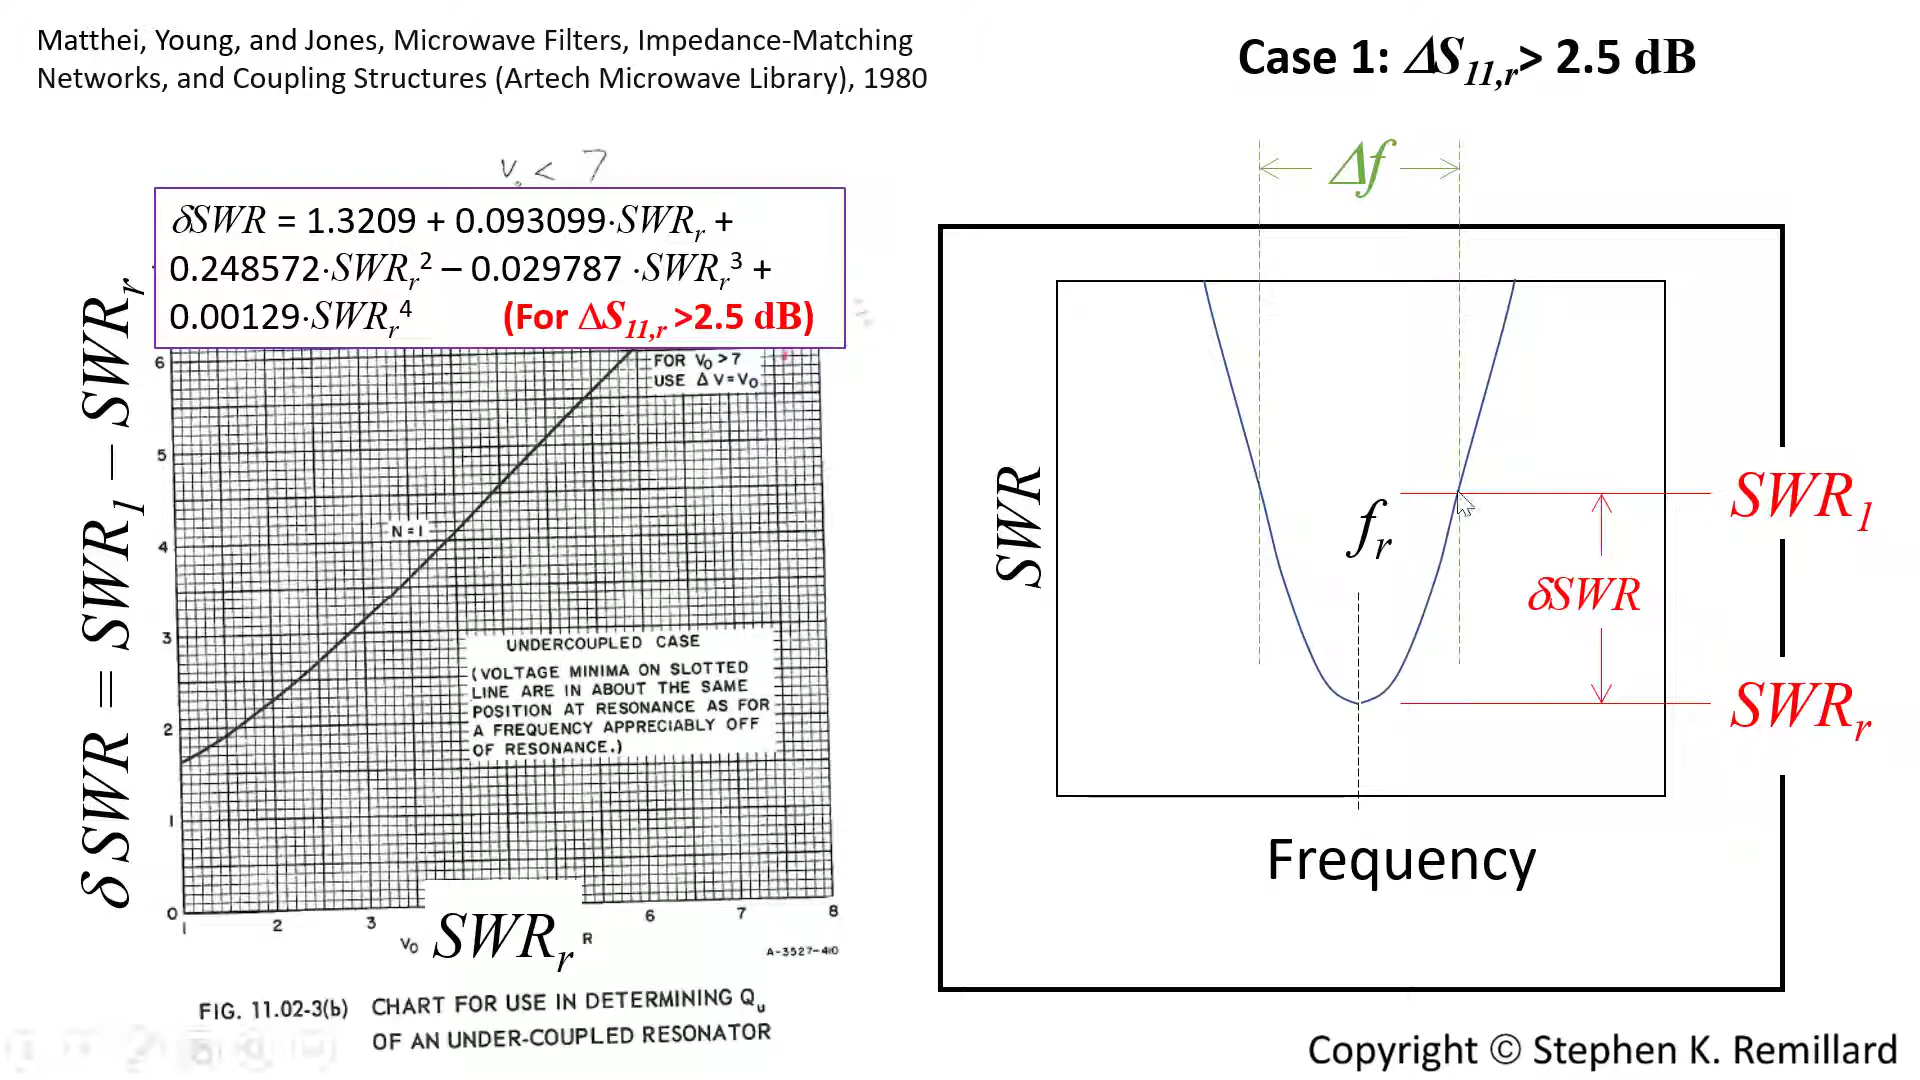 Matthei, Young, and Jones, Microwave Filters, Impedance-Matching
Networks, and Coupling Structures (Artech Microwave Library), 1980
Case 1: ΔS11,r> 2.5 dB
V0 < 7
δSWR = 1.3209 + 0.093099·SWRr +
0.248572·SWRr² – 0.029787 ·SWRr³ +
0.00129·SWRr⁴ (For ΔS11,r >2.5 dB)
δ SWR = SWR1 – SWRr
6
5
4
3
2
1
0
FOR V0 > 7
USE Δ V = V0
N = 1
UNDERCOUPLED CASE
(VOLTAGE MINIMA ON SLOTTED
LINE ARE IN ABOUT THE SAME
POSITION AT RESONANCE AS FOR
A FREQUENCY APPRECIABLY OFF
OF RESONANCE.)
1 2 3 6 7 8
V0 SWRr R
A-3527-410
FIG. 11.02-3(b) CHART FOR USE IN DETERMINING Qu
OF AN UNDER-COUPLED RESONATOR
Δf
SWR
fr
SWR1
δSWR
SWRr
Frequency
Copyright © Stephen K. Remillard